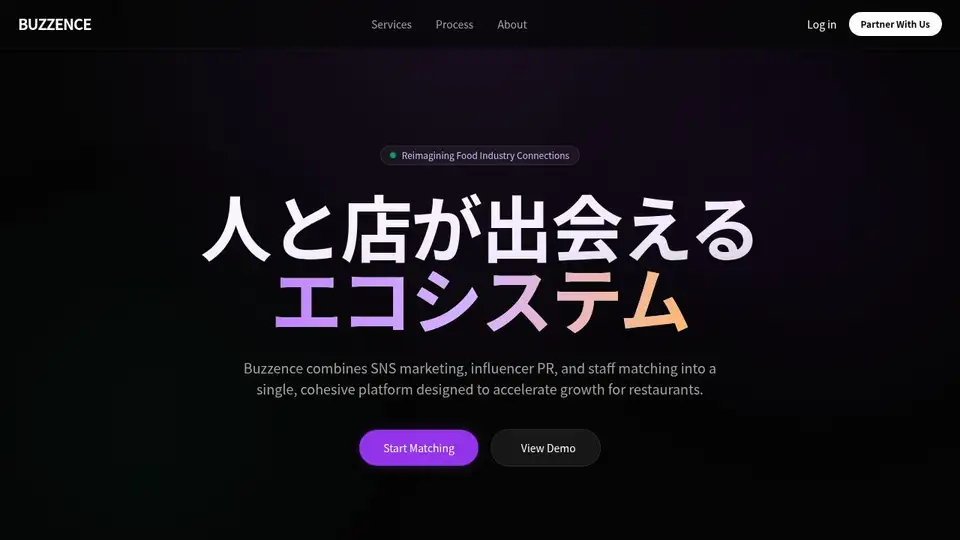 BUZZENCE
Services Process About
Log in
Partner With Us
Reimagining Food Industry Connections
人と店が出会える
エコシステム
Buzzence combines SNS marketing, influencer PR, and staff matching into a
single, cohesive platform designed to accelerate growth for restaurants.
Start Matching
View Demo